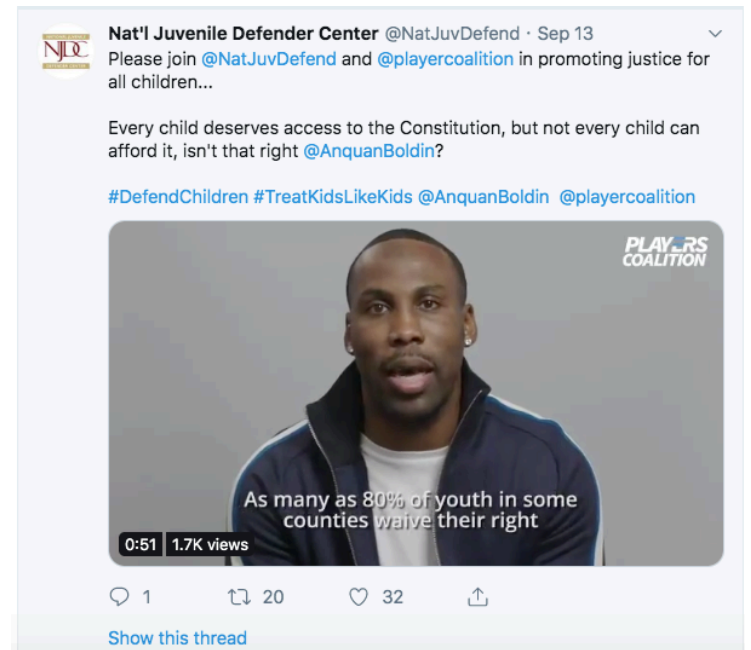 NJDC
Nat'l Juvenile Defender Center @NatJuvDefend · Sep 13
Please join @NatJuvDefend and @playercoalition in promoting justice for
all children...
Every child deserves access to the Constitution, but not every child can
afford it, isn't that right @AnquanBoldin?
#DefendChildren #TreatKidsLikeKids @AnquanBoldin @playercoalition
PLAYERS
COALITION
As many as 80% of youth in some
counties waive their right
0:51 1.7K views
1 20 32
Show this thread